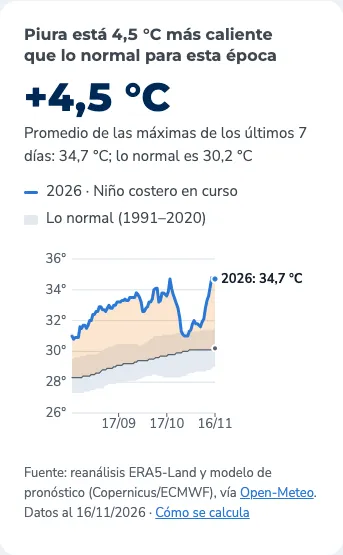 Piura está 4,5 °C más caliente
que lo normal para esta época
+4,5 °C
Promedio de las máximas de los últimos 7
días: 34,7 °C; lo normal es 30,2 °C
2026 · Niño costero en curso
Lo normal (1991–2020)
36°
34°
32°
30°
28°
26°
2026: 34,7 °C
17/09
17/10
16/11
Fuente: reanálisis ERA5-Land y modelo de
pronóstico (Copernicus/ECMWF), vía Open-Meteo.
Datos al 16/11/2026 · Cómo se calcula